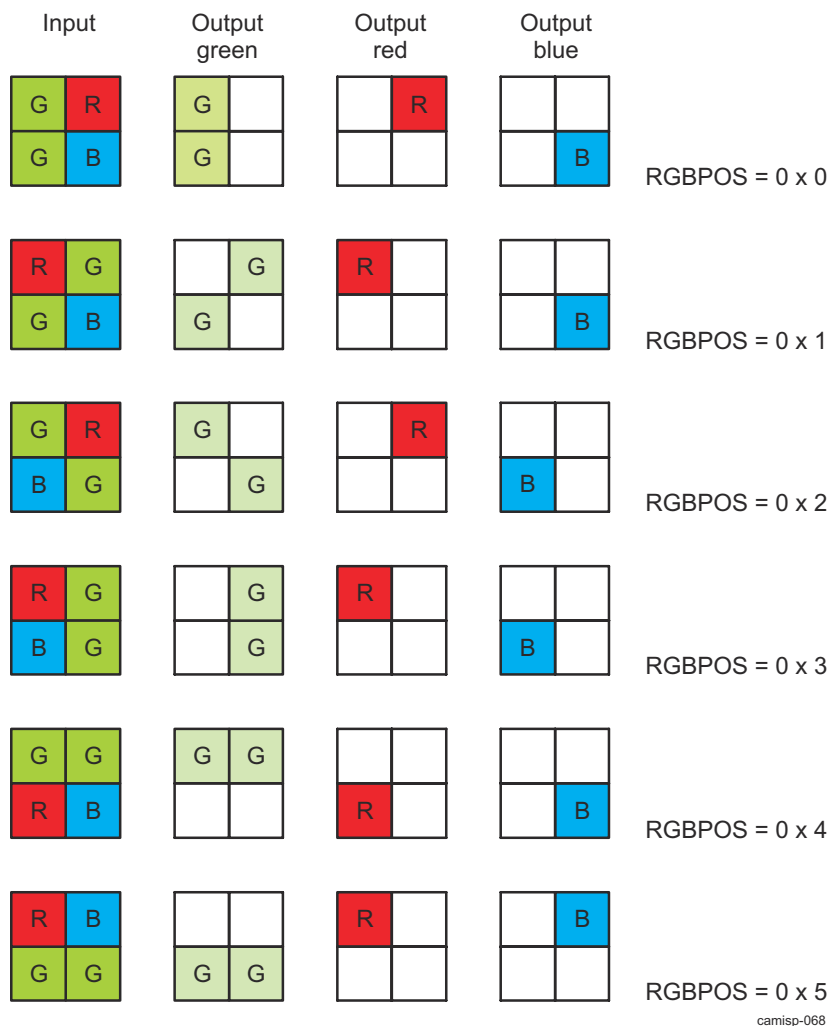 Input Output green Output red Output blue
G R G R
G B G B
RGBPOS = 0 x 0
R G G R
G B G B
RGBPOS = 0 x 1
G R G R
B G G B
RGBPOS = 0 x 2
R G G R
B G G B
RGBPOS = 0 x 3
G G G G
R B R B
RGBPOS = 0 x 4
R B R B
G G G G
RGBPOS = 0 x 5
camisp-068